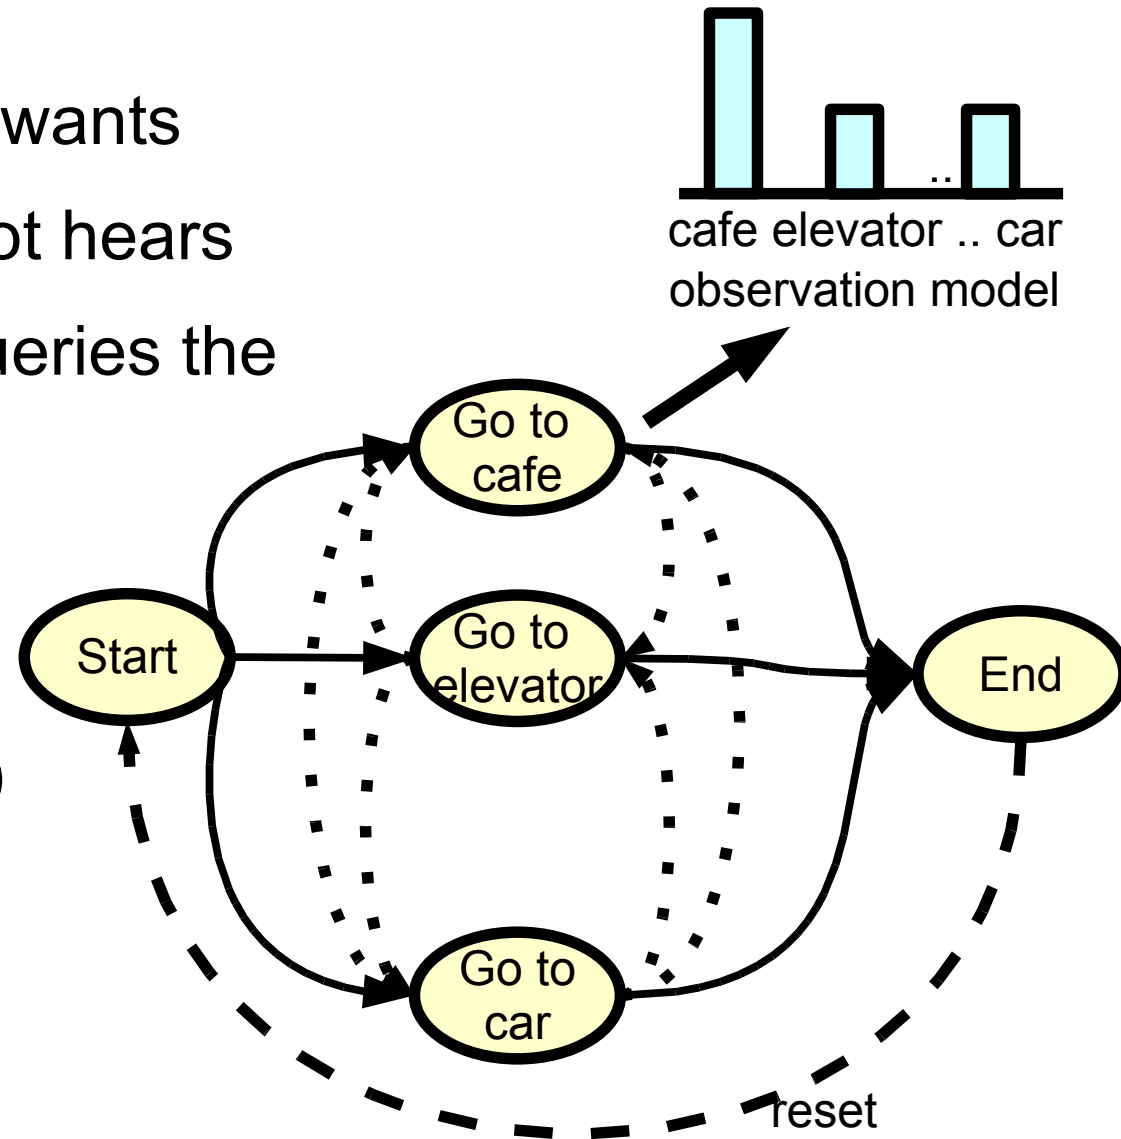 wants
ot hears
ueries the
)
..
cafe elevator .. car
observation model
Go to
cafe
Start
Go to
elevator
End
Go to
car
reset